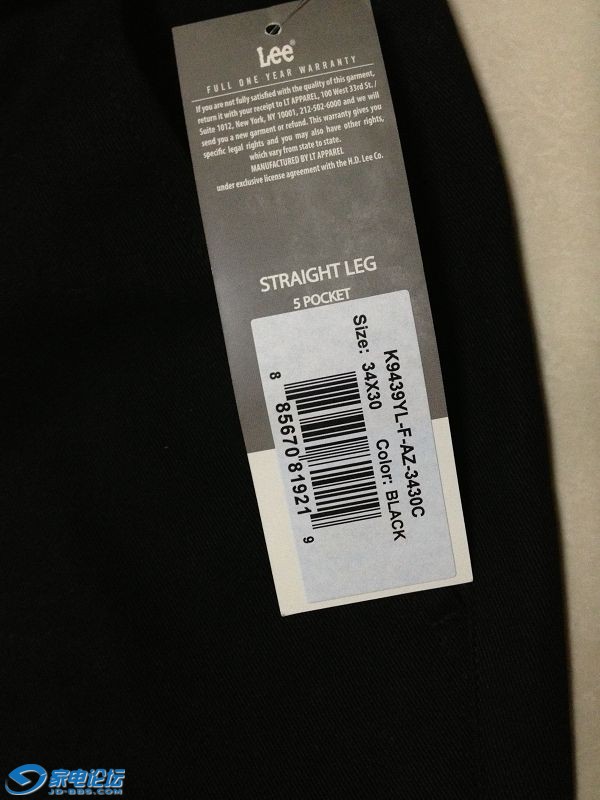 Lee®
FULL ONE YEAR WARRANTY
If you are not fully satisfied with the quality of this garment,
return it with your receipt to LT APPAREL, 100 West 33rd St. /
Suite 1012, New York, NY 10001, 212-502-6000 and we will
send you a new garment or refund. This warranty gives you
specific legal rights and you may also have other rights,
which vary from state to state.
MANUFACTURED BY LT APPAREL
under exclusive license agreement with the H.D. Lee Co.
STRAIGHT LEG
5 POCKET
K9439YL-F-AZ-3430C
Size: 34X30 Color: BLACK
8 85670 81921 9
家电论坛
JD-BBS.COM